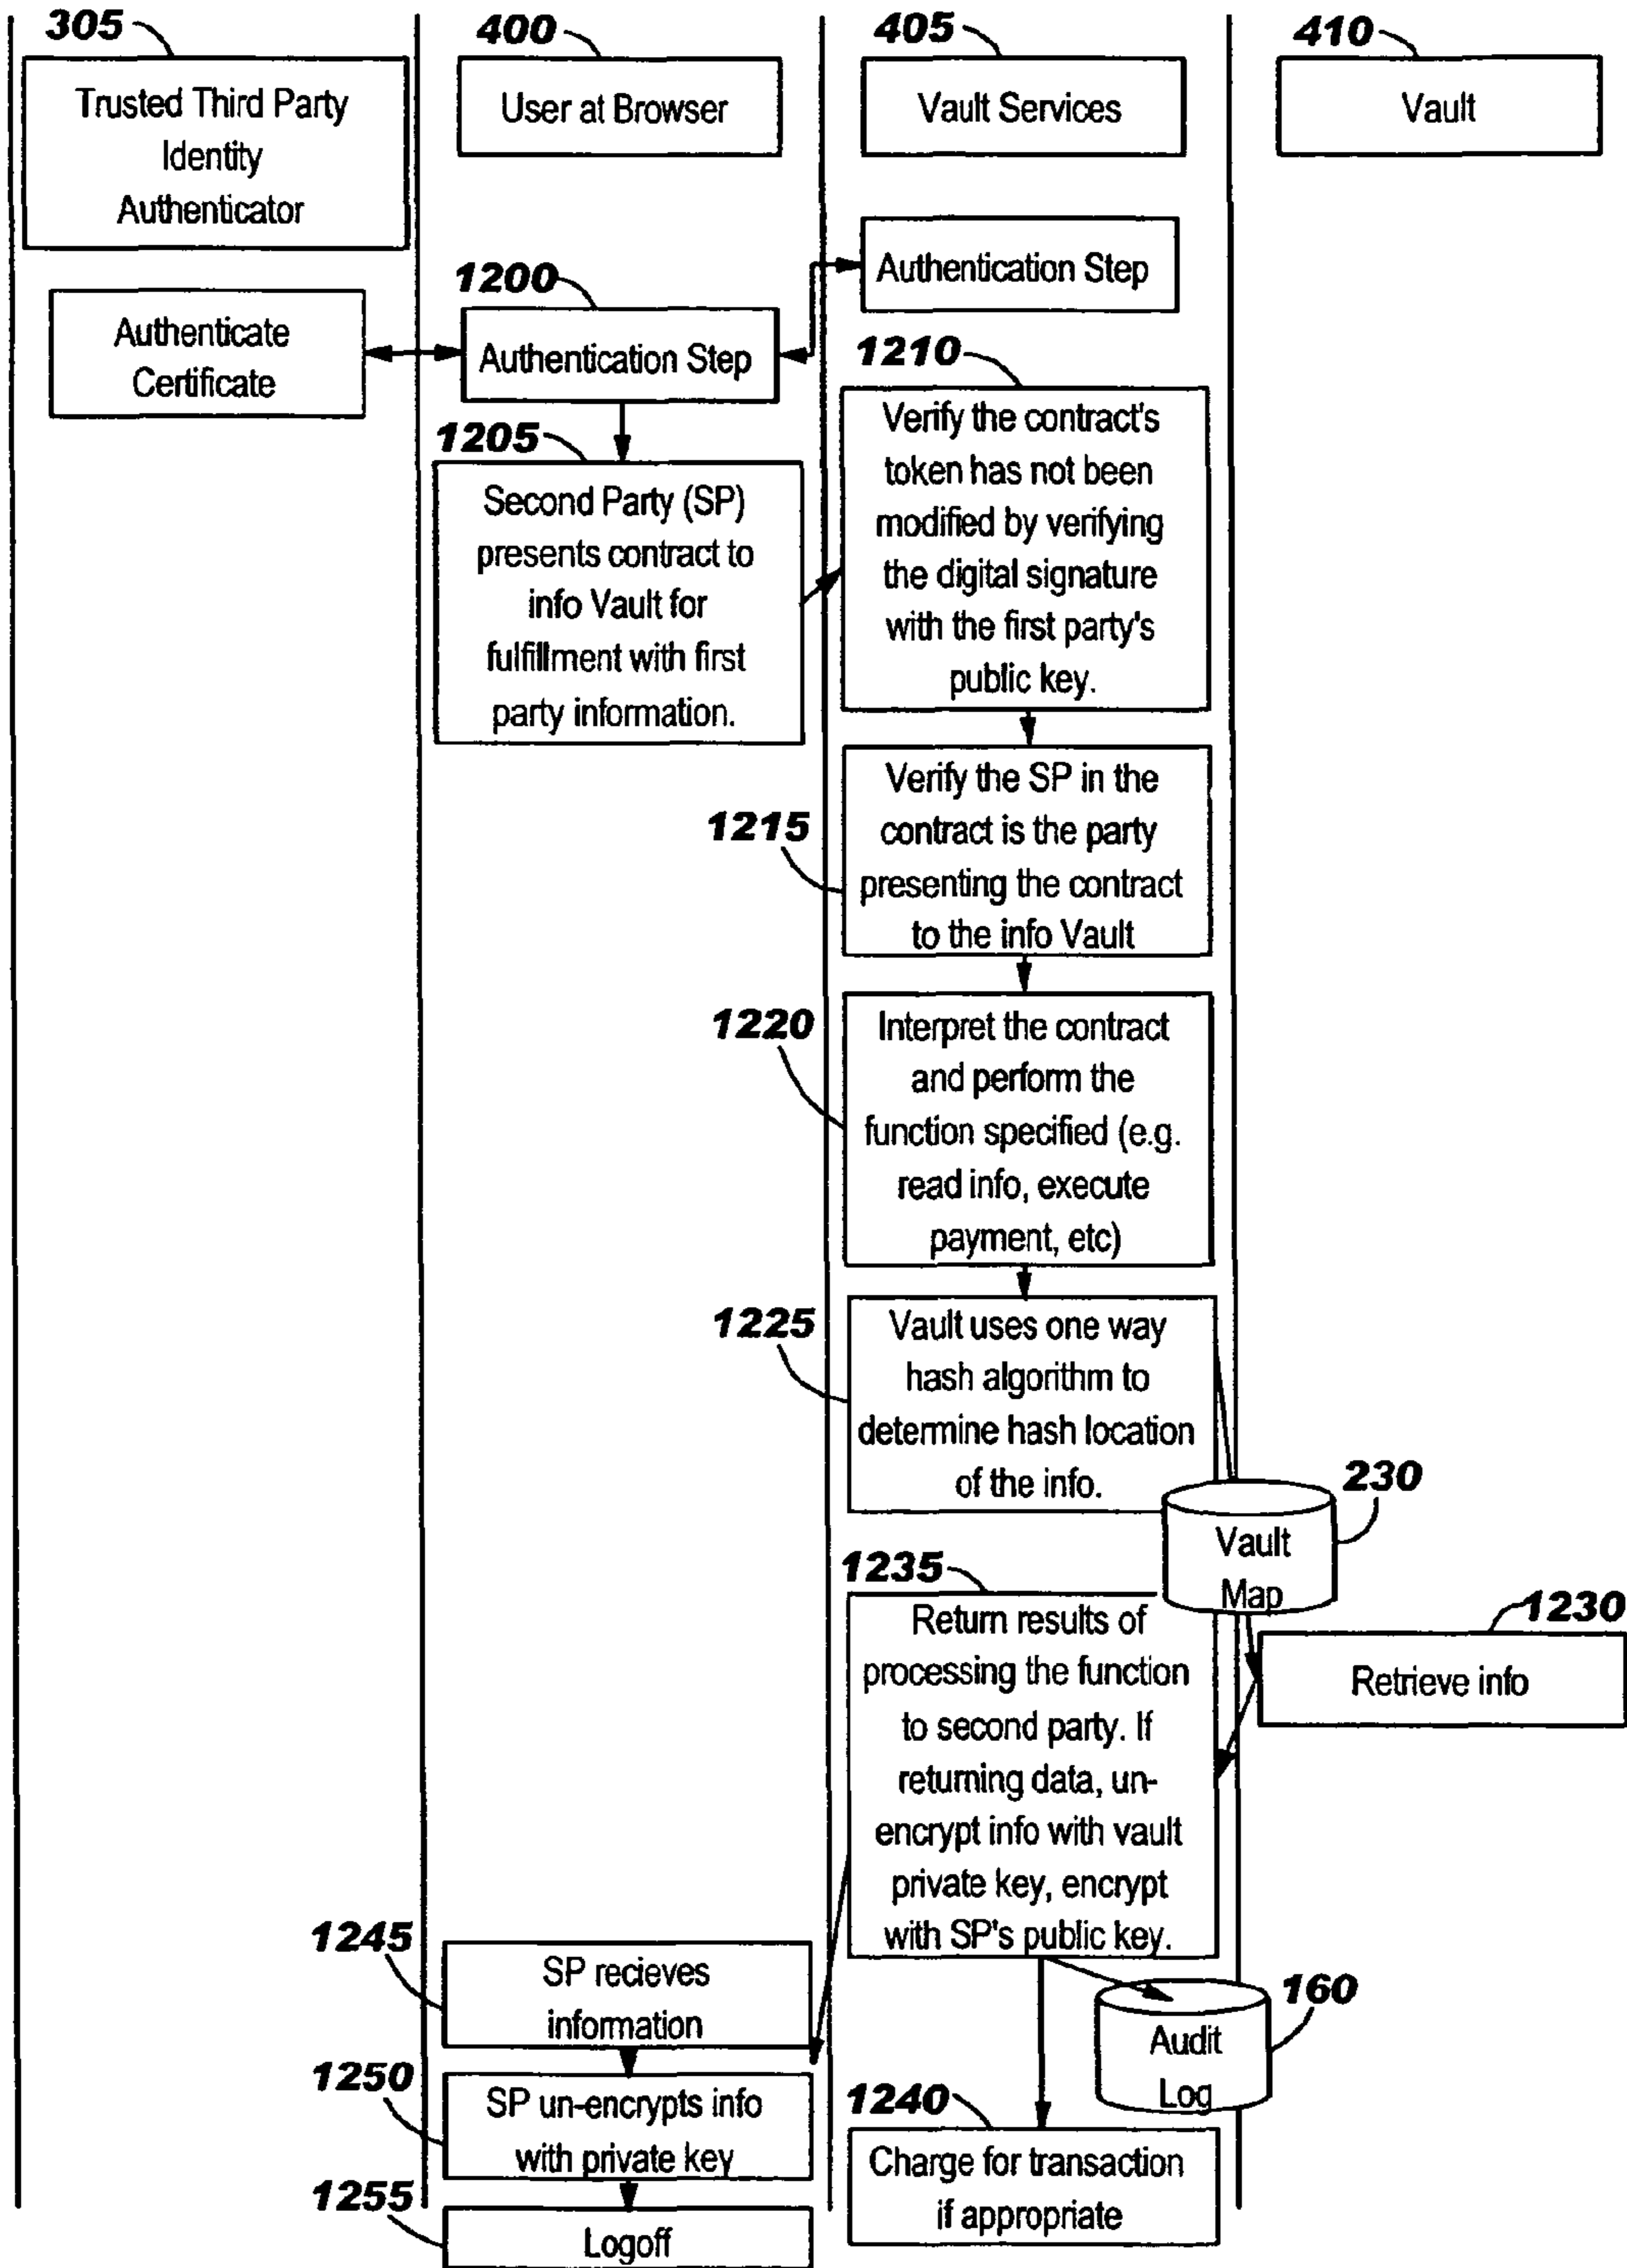 305
400
405
410
Trusted Third Party
Identity
Authenticator
User at Browser
Vault Services
Vault
Authentication Step
1200
Authenticate
Certificate
Authentication Step
1210
Verify the contract's
token has not been
modified by verifying
the digital signature
with the first party's
public key.
1205
Second Party (SP)
presents contract to
info Vault for
fulfillment with first
party information.
1215
Verify the SP in the
contract is the party
presenting the contract
to the info Vault
1220
Interpret the contract
and perform the
function specified (e.g.
read info, execute
payment, etc)
1225
Vault uses one way
hash algorithm to
determine hash location
of the info.
230
Vault
Map
1230
Retrieve info
1235
Return results of
processing the function
to second party. If
returning data, un-
encrypt info with vault
private key, encrypt
with SP's public key.
1245
SP recieves
information
160
Audit
Log
1250
SP un-encrypts info
with private key
1240
Charge for transaction
if appropriate
1255
Logoff